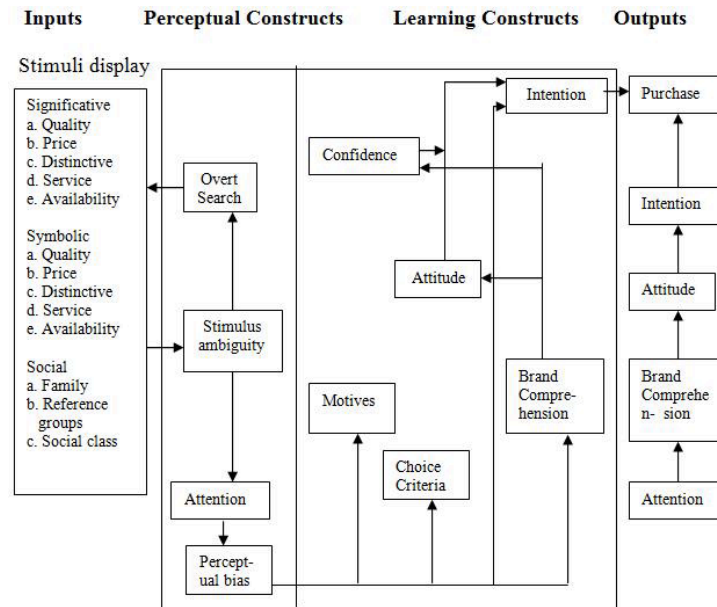 Inputs
Perceptual Constructs
Learning Constructs
Outputs
Stimuli display
Significative
a. Quality
b. Price
c. Distinctive
d. Service
e. Availability
Symbolic
a. Quality
b. Price
c. Distinctive
d. Service
e. Availability
Social
a. Family
b. Reference
groups
c. Social class
Overt
Search
Stimulus
ambiguity
Attention
Percept-
ual bias
Intention
Confidence
Attitude
Motives
Choice
Criteria
Brand
Compre-
hension
Purchase
Intention
Attitude
Brand
Comprehe
n- sion
Attention